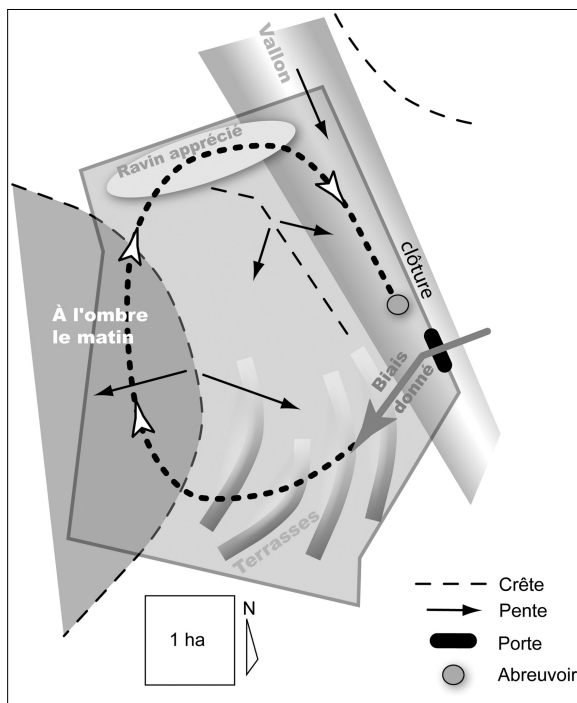 Vallon
Ravin apprécié
clôture
À l'ombre
le matin
Biais
donné
Terrasses
Crête
Pente
Porte
Abreuvoir
1 ha
N